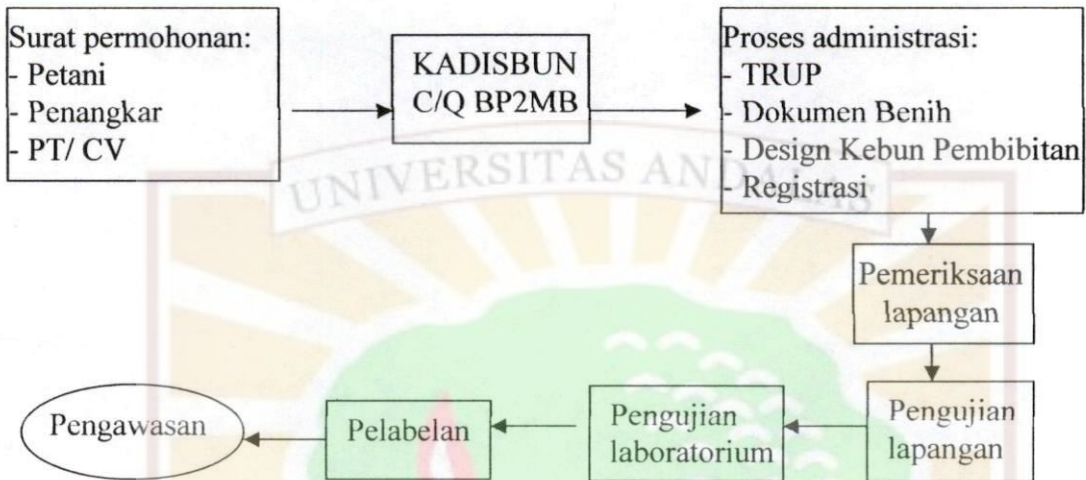 Surat permohonan:
- Petani
- Penangkar
- PT/ CV
KADISBUN
C/Q BP2MB
Proses administrasi:
- TRUP
- Dokumen Benih
- Design Kebun Pembibitan
- Registrasi
UNIVERSITAS ANDALAS
Pemeriksaan
lapangan
Pengujian
lapangan
Pengujian
laboratorium
Pelabelan
Pengawasan